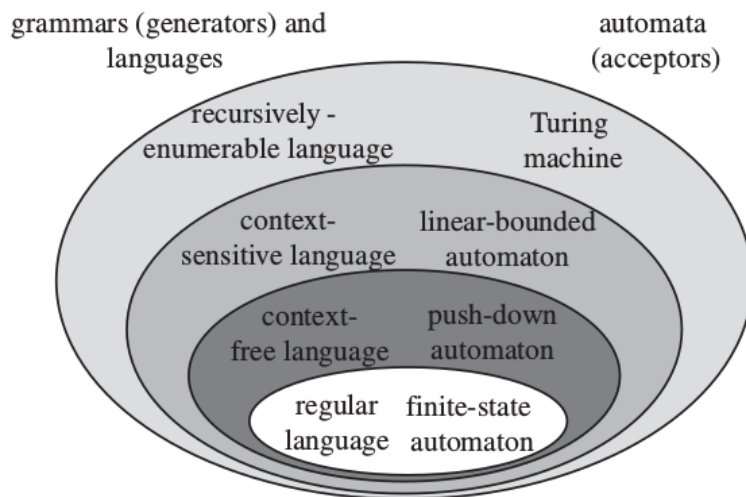 grammars (generators) and
languages
automata
(acceptors)
recursively -
enumerable language
Turing
machine
context-
sensitive language
linear-bounded
automaton
context-
free language
push-down
automaton
regular
language
finite-state
automaton